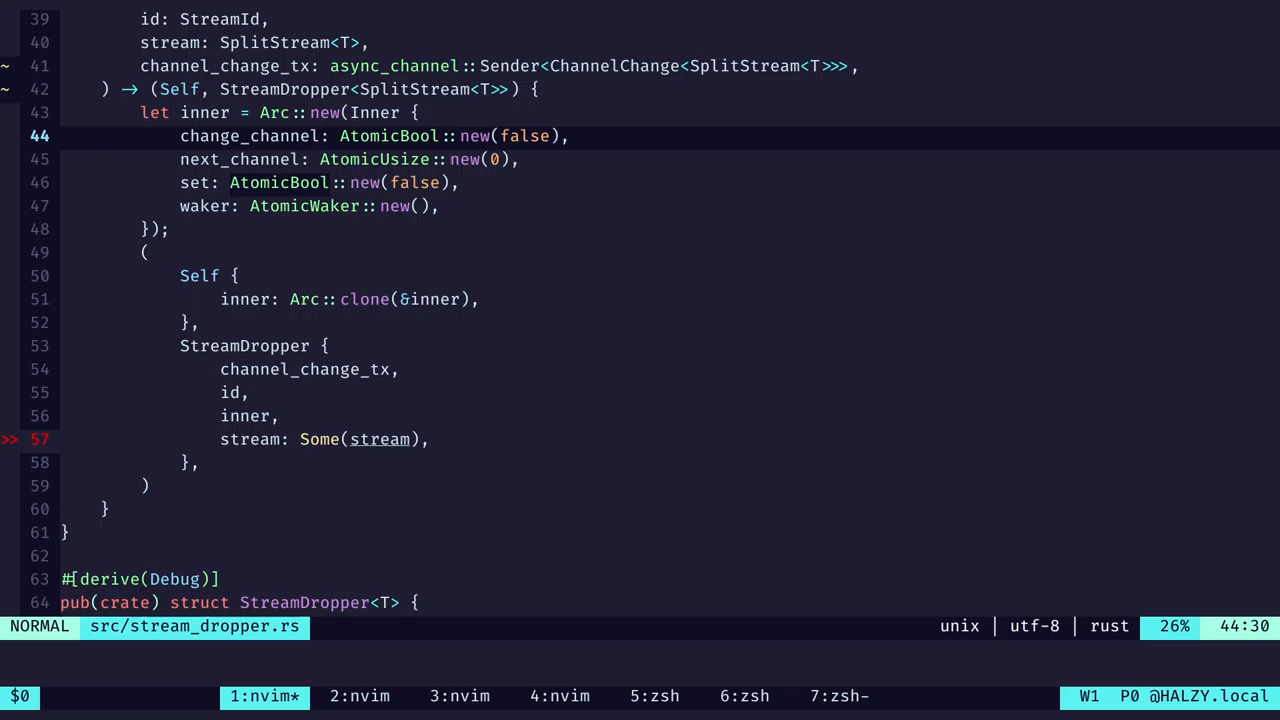 39 id: StreamId,
40 stream: SplitStream<T>,
~ 41 channel_change_tx: async_channel::Sender<ChannelChange<SplitStream<T>>>,
~ 42 ) -> (Self, StreamDropper<SplitStream<T>>) {
43 let inner = Arc::new(Inner {
44 change_channel: AtomicBool::new(false),
45 next_channel: AtomicUsize::new(0),
46 set: AtomicBool::new(false),
47 waker: AtomicWaker::new(),
48 });
49 (
50 Self {
51 inner: Arc::clone(&inner),
52 },
53 StreamDropper {
54 channel_change_tx,
55 id,
56 inner,
>> 57 stream: Some(stream),
58 },
59 )
60 }
61 }
62
63 #[derive(Debug)]
64 pub(crate) struct StreamDropper<T> {
NORMAL src/stream_dropper.rs unix | utf-8 | rust 26% 44:30
$0 1:nvim* 2:nvim 3:nvim 4:nvim 5:zsh 6:zsh 7:zsh- W1 P0 @HALZY.local